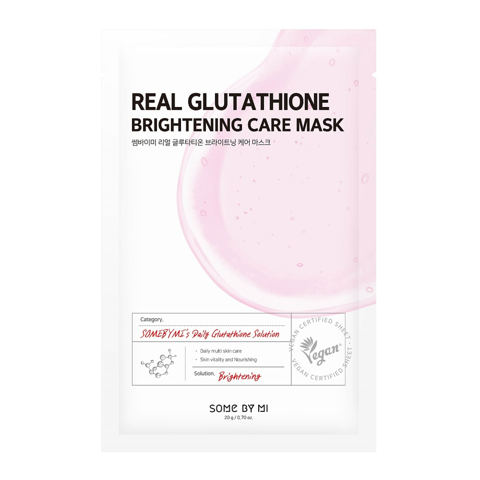 REAL GLUTATHIONE
BRIGHTENING CARE MASK
썸바이미 리얼 글루타티온 브라이트닝 케어 마스크
Category.
SOMEBYMI's Daily Glutathione Solution
- Daily multi skin care
- Skin vitality and Nourishing
Solution. Brightening
VEGAN CERTIFIED SHEET · VEGAN CERTIFIED SHEET ·
Vegan
SOME BY MI
20 g / 0.70 oz.